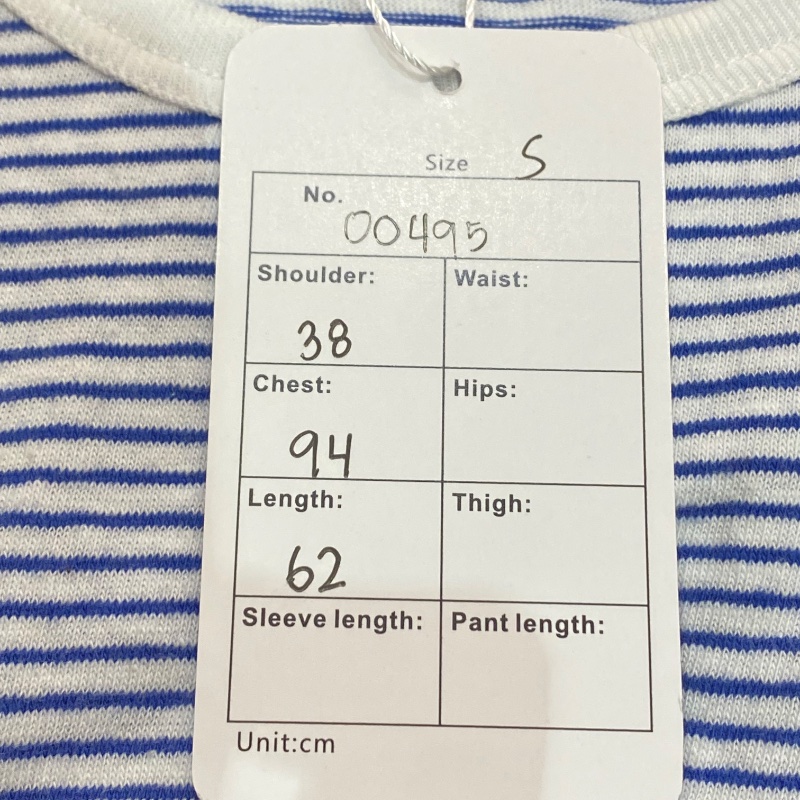 Size S
No.
00495
Shoulder: Waist:
38
Chest: Hips:
94
Length: Thigh:
62
Sleeve length: Pant length:
Unit:cm